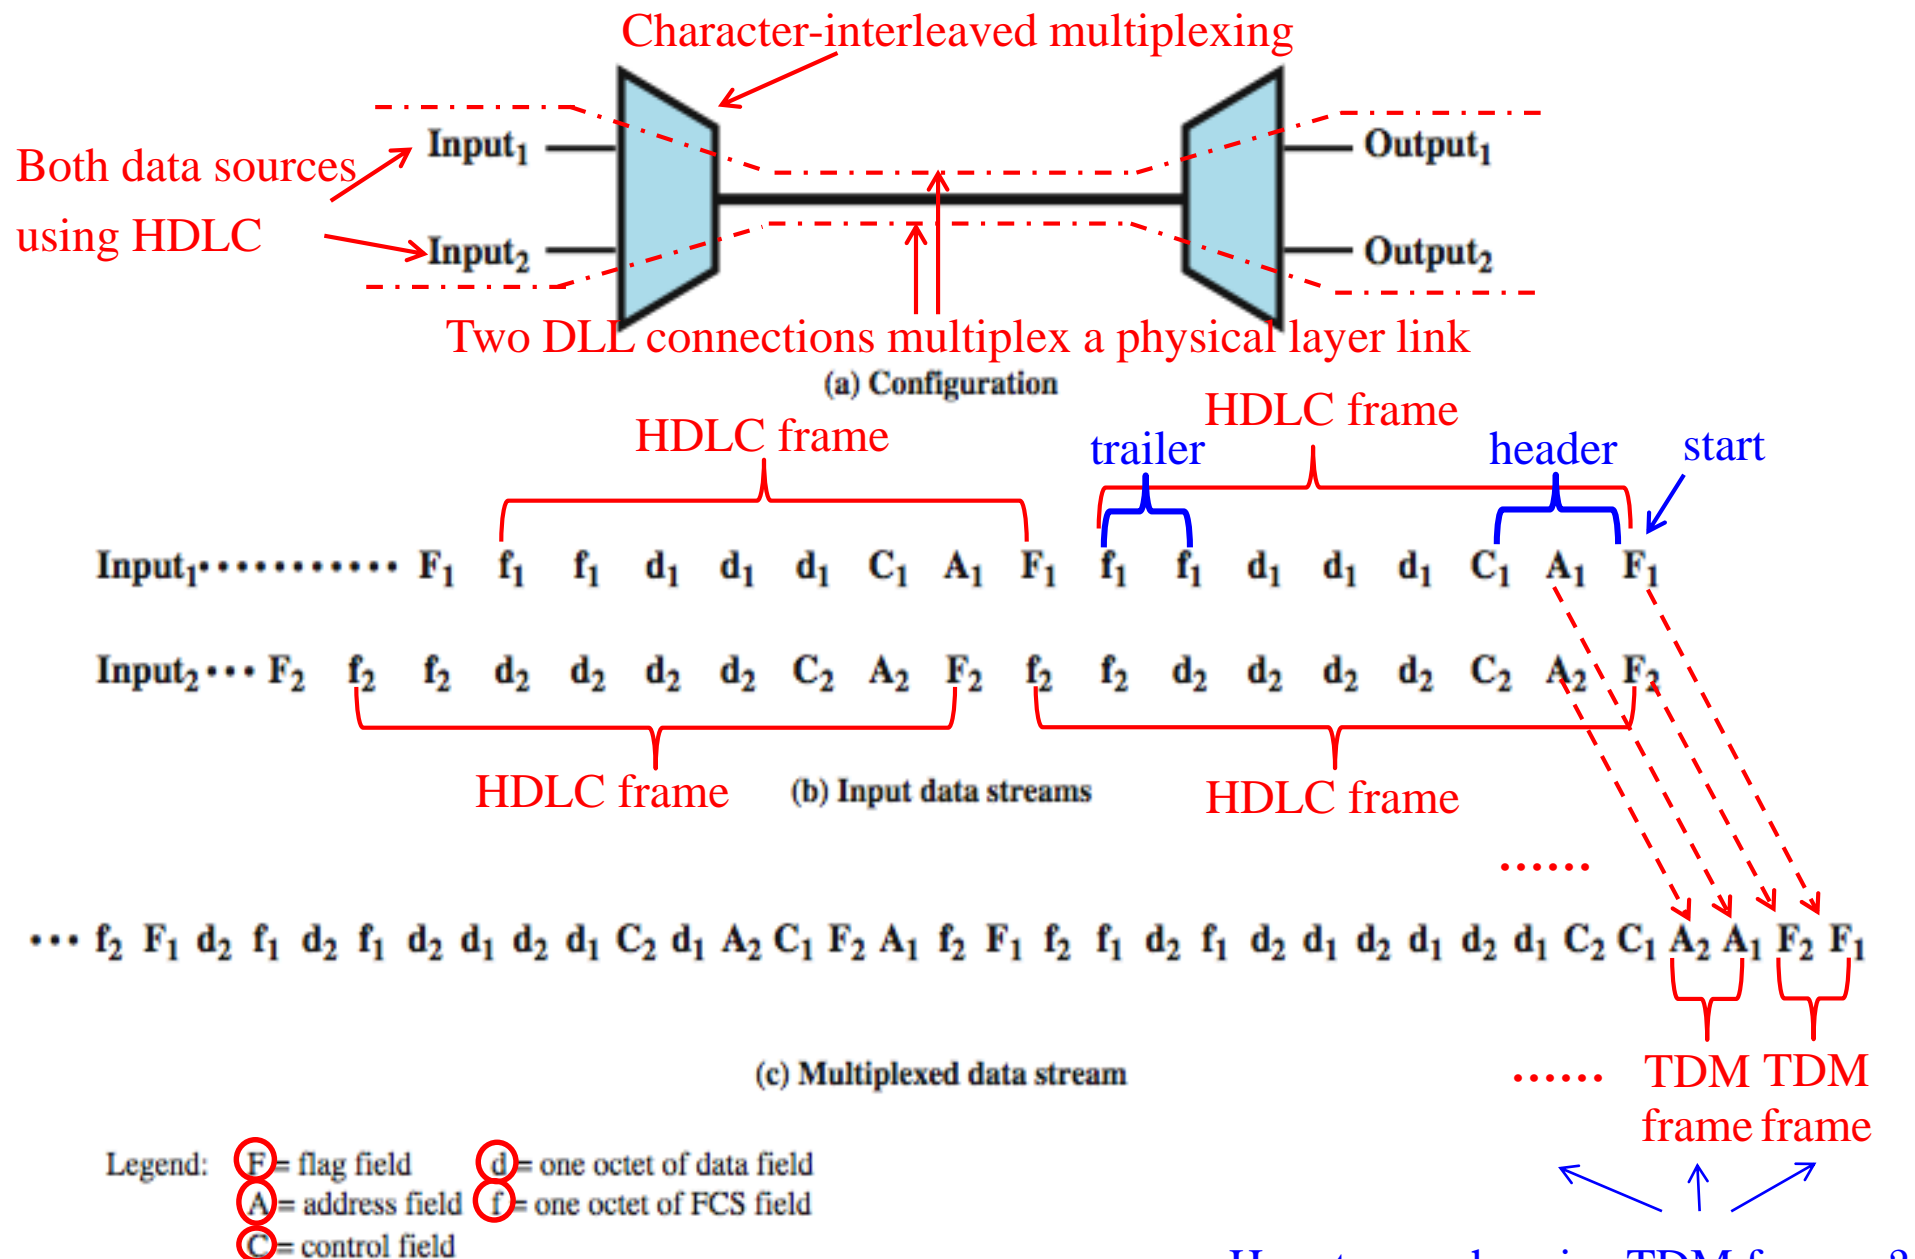 Character-interleaved multiplexing
Input1
Output1
Both data sources
using HDLC
Input2
Output2
Two DLL connections multiplex a physical layer link
(a) Configuration
HDLC frame
HDLC frame
trailer
header
start
Input1 ··········· F1 f1 f1 d1 d1 d1 C1 A1 F1 f1 f1 d1 d1 d1 C1 A1 F1
Input2 ··· F2 f2 f2 d2 d2 d2 d2 C2 A2 F2 f2 f2 d2 d2 d2 d2 C2 A2 F2
HDLC frame
(b) Input data streams
HDLC frame
······
··· f2 F1 d2 f1 d2 f1 d2 d1 d2 d1 C2 d1 A2 C1 F2 A1 f2 F1 f2 f1 d2 f1 d2 d1 d2 d1 d2 d1 C2 C1 A2 A1 F2 F1
(c) Multiplexed data stream
······
TDM TDM
frame frame
Legend: F = flag field d = one octet of data field
A = address field f = one octet of FCS field
C = control field